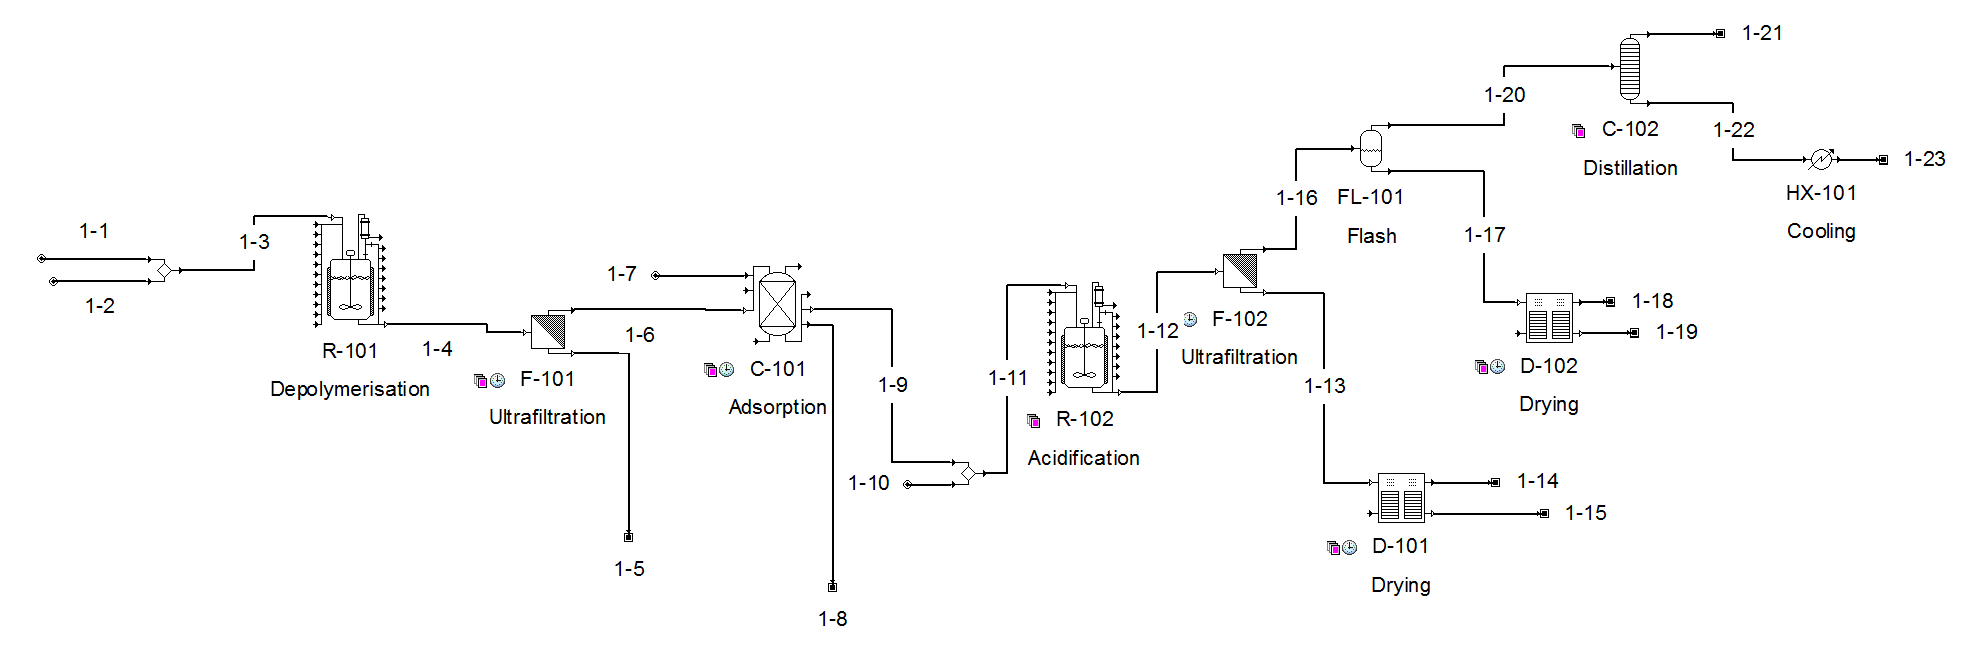 1-21
1-20
C-102
Distillation
1-22
1-23
HX-101
Cooling
1-16
FL-101
Flash
1-17
1-1
1-2
1-3
R-101
Depolymerisation
1-4
F-101
Ultrafiltration
1-5
1-6
1-7
C-101
Adsorption
1-8
1-9
1-10
1-11
R-102
Acidification
1-12
F-102
Ultrafiltration
1-13
1-18
1-19
D-102
Drying
1-14
1-15
D-101
Drying